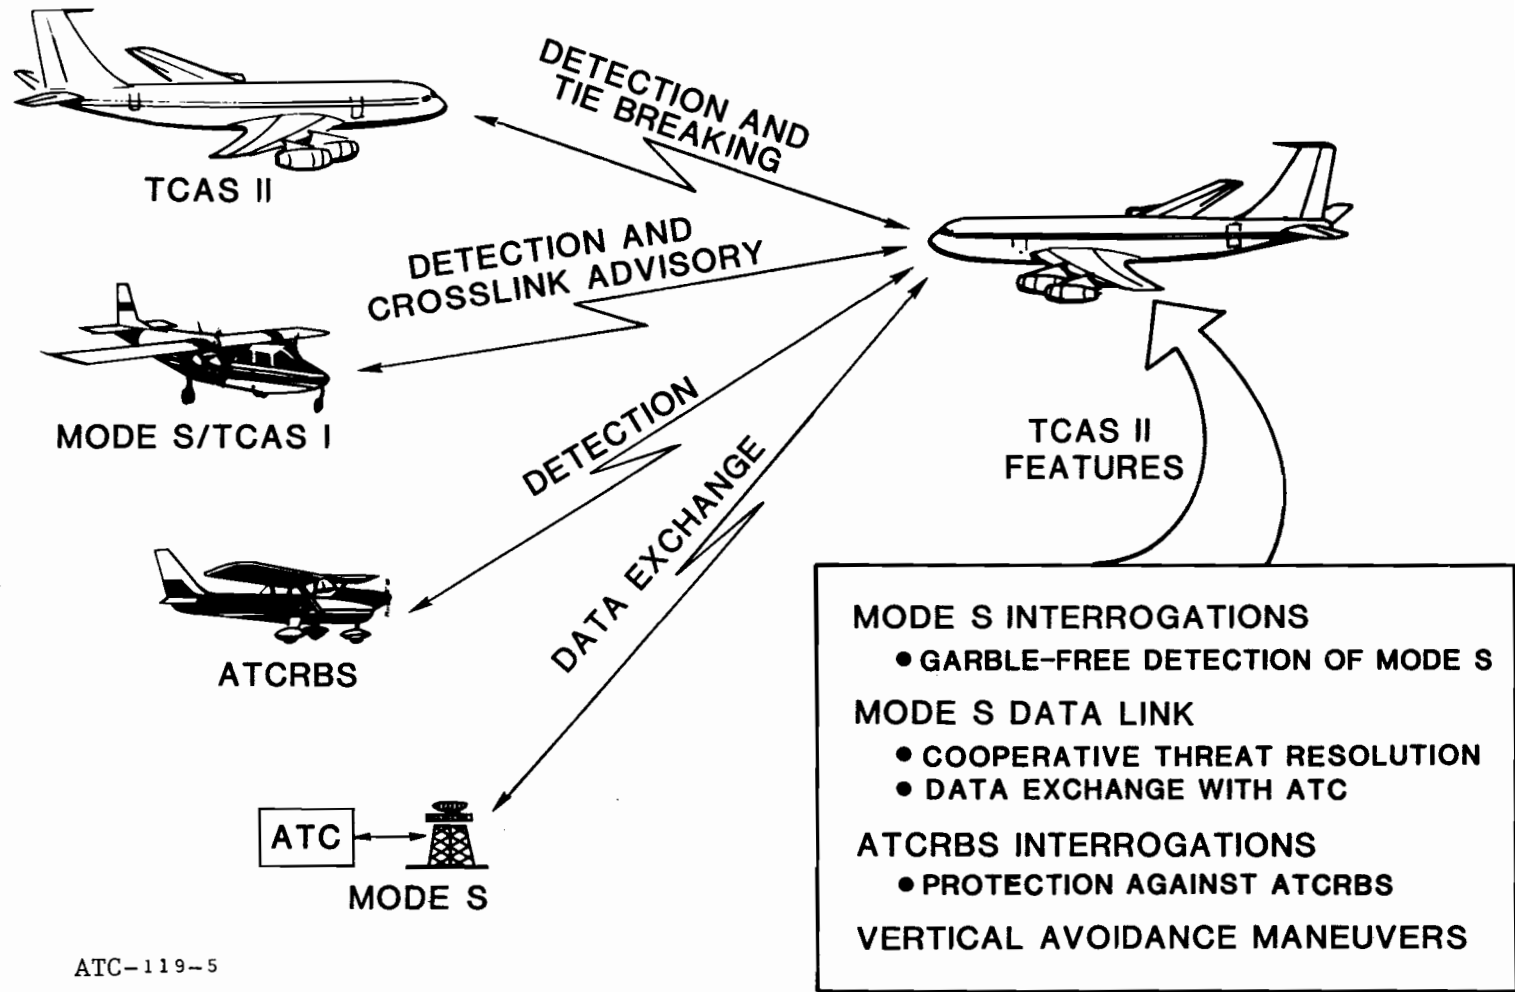 DETECTION AND
TIE BREAKING
TCAS II
DETECTION AND
CROSSLINK ADVISORY
MODE S/TCAS I
DETECTION
ATCRBS
DATA EXCHANGE
ATC
MODE S
TCAS II
FEATURES
MODE S INTERROGATIONS
• GARBLE-FREE DETECTION OF MODE S
MODE S DATA LINK
• COOPERATIVE THREAT RESOLUTION
• DATA EXCHANGE WITH ATC
ATCRBS INTERROGATIONS
• PROTECTION AGAINST ATCRBS
VERTICAL AVOIDANCE MANEUVERS
ATC-119-5